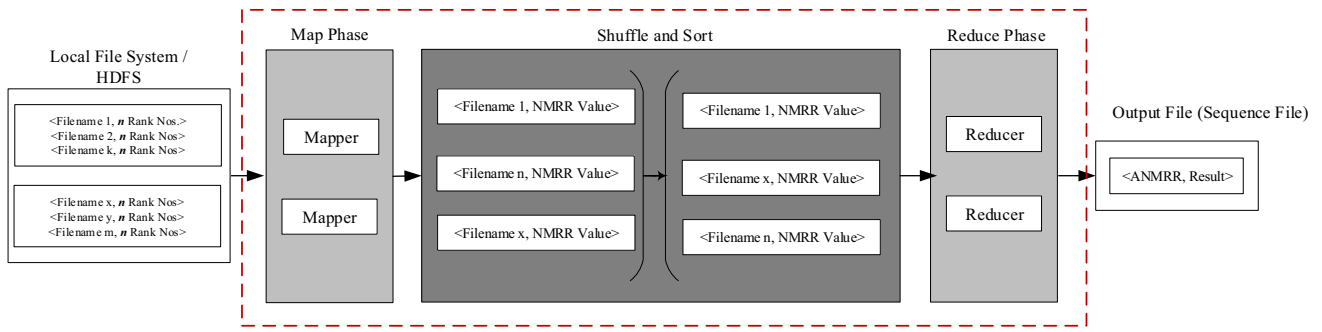 Local File System /
HDFS
<Filename 1, n Rank Nos.>
<Filename 2, n Rank Nos>
<Filename k, n Rank Nos>
<Filename x, n Rank Nos>
<Filename y, n Rank Nos>
<Filename m, n Rank Nos>
Map Phase
Mapper
Mapper
Shuffle and Sort
<Filename 1, NMRR Value>
<Filename n, NMRR Value>
<Filename x, NMRR Value>
<Filename 1, NMRR Value>
<Filename x, NMRR Value>
<Filename n, NMRR Value>
Reduce Phase
Reducer
Reducer
Output File (Sequence File)
<ANMRR, Result>